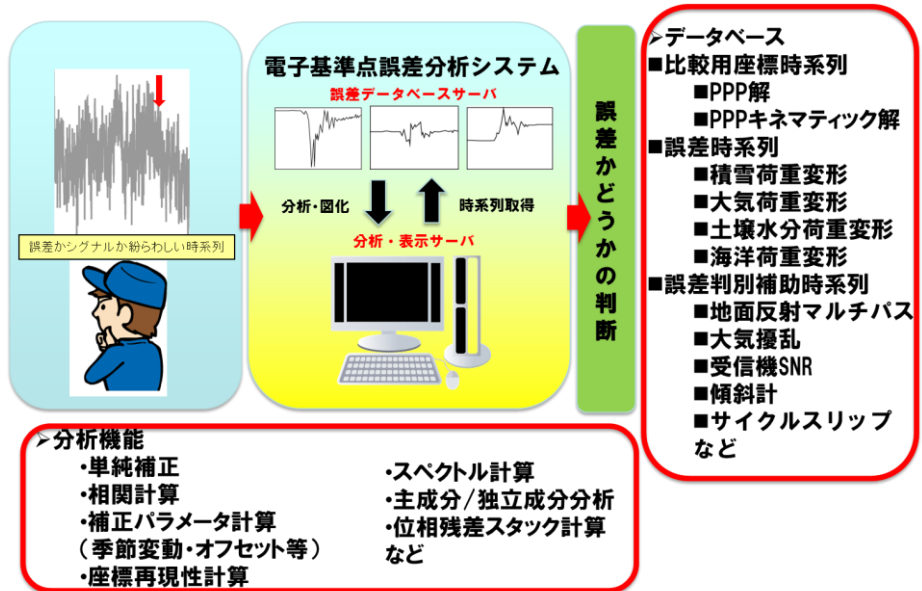 誤差かシグナルか紛らわしい時系列
電子基準点誤差分析システム
誤差データベースサーバ
分析・図化
時系列取得
分析・表示サーバ
誤差かどうかの判断
➢データベース
■比較用座標時系列
■PPP解
■PPPキネマティック解
■誤差時系列
■積雪荷重変形
■大気荷重変形
■土壌水分荷重変形
■海洋荷重変形
■誤差判別補助時系列
■地面反射マルチパス
■大気擾乱
■受信機SNR
■傾斜計
■サイクルスリップ
など
➢分析機能
・単純補正
・相関計算
・補正パラメータ計算
（季節変動・オフセット等）
・座標再現性計算
・スペクトル計算
・主成分/独立成分分析
・位相残差スタック計算
など